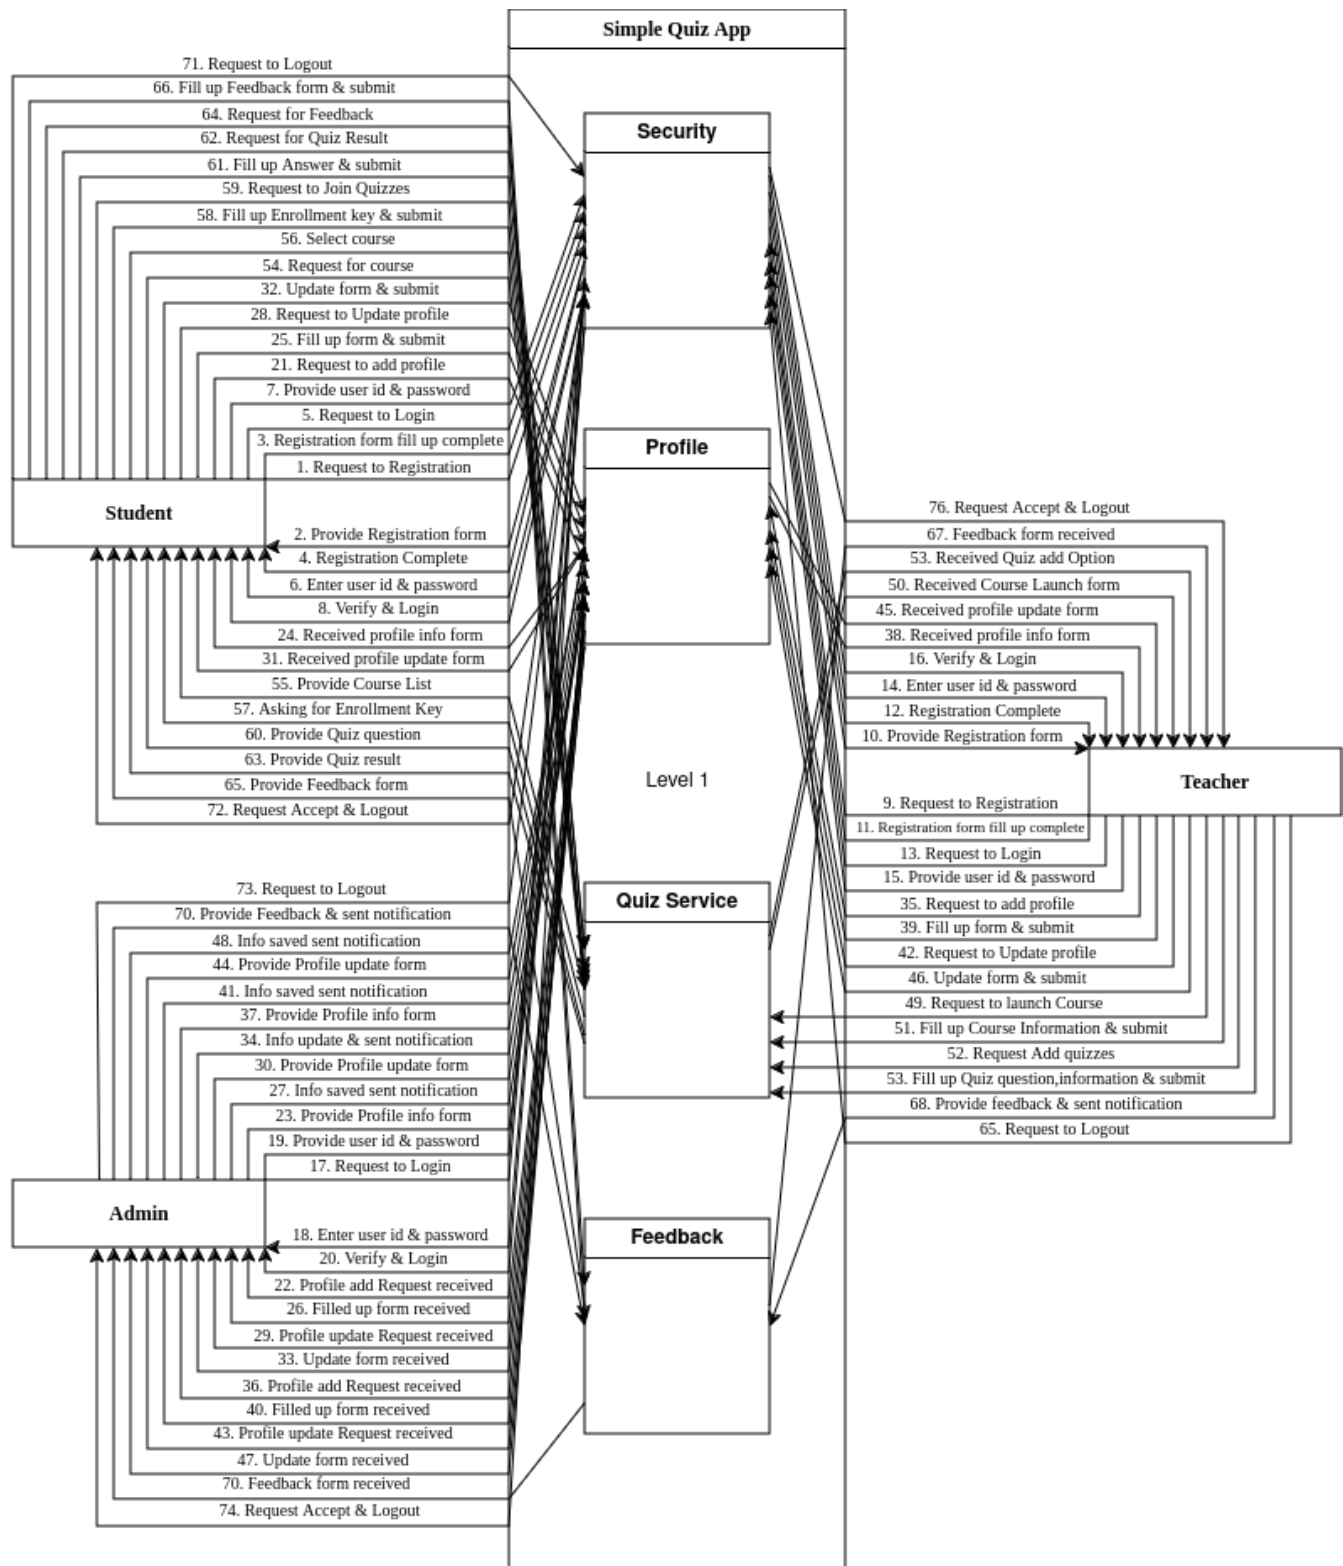 Simple Quiz App
71. Request to Logout
66. Fill up Feedback form & submit
64. Request for Feedback
62. Request for Quiz Result
61. Fill up Answer & submit
59. Request to Join Quizzes
58. Fill up Enrollment key & submit
56. Select course
54. Request for course
32. Update form & submit
28. Request to Update profile
25. Fill up form & submit
21. Request to add profile
7. Provide user id & password
5. Request to Login
3. Registration form fill up complete
1. Request to Registration
Student
2. Provide Registration form
4. Registration Complete
6. Enter user id & password
8. Verify & Login
24. Received profile info form
31. Received profile update form
55. Provide Course List
57. Asking for Enrollment Key
60. Provide Quiz question
63. Provide Quiz result
65. Provide Feedback form
72. Request Accept & Logout
73. Request to Logout
70. Provide Feedback & sent notification
48. Info saved sent notification
44. Provide Profile update form
41. Info saved sent notification
37. Provide Profile info form
34. Info update & sent notification
30. Provide Profile update form
27. Info saved sent notification
23. Provide Profile info form
19. Provide user id & password
17. Request to Login
Admin
18. Enter user id & password
20. Verify & Login
22. Profile add Request received
26. Filled up form received
29. Profile update Request received
33. Update form received
36. Profile add Request received
40. Filled up form received
43. Profile update Request received
47. Update form received
70. Feedback form received
74. Request Accept & Logout
Security
Profile
Level 1
Quiz Service
Feedback
76. Request Accept & Logout
67. Feedback form received
53. Received Quiz add Option
50. Received Course Launch form
45. Received profile update form
38. Received profile info form
16. Verify & Login
14. Enter user id & password
12. Registration Complete
10. Provide Registration form
Teacher
9. Request to Registration
11. Registration form fill up complete
13. Request to Login
15. Provide user id & password
35. Request to add profile
39. Fill up form & submit
42. Request to Update profile
46. Update form & submit
49. Request to launch Course
51. Fill up Course Information & submit
52. Request Add quizzes
53. Fill up Quiz question,information & submit
68. Provide feedback & sent notification
65. Request to Logout